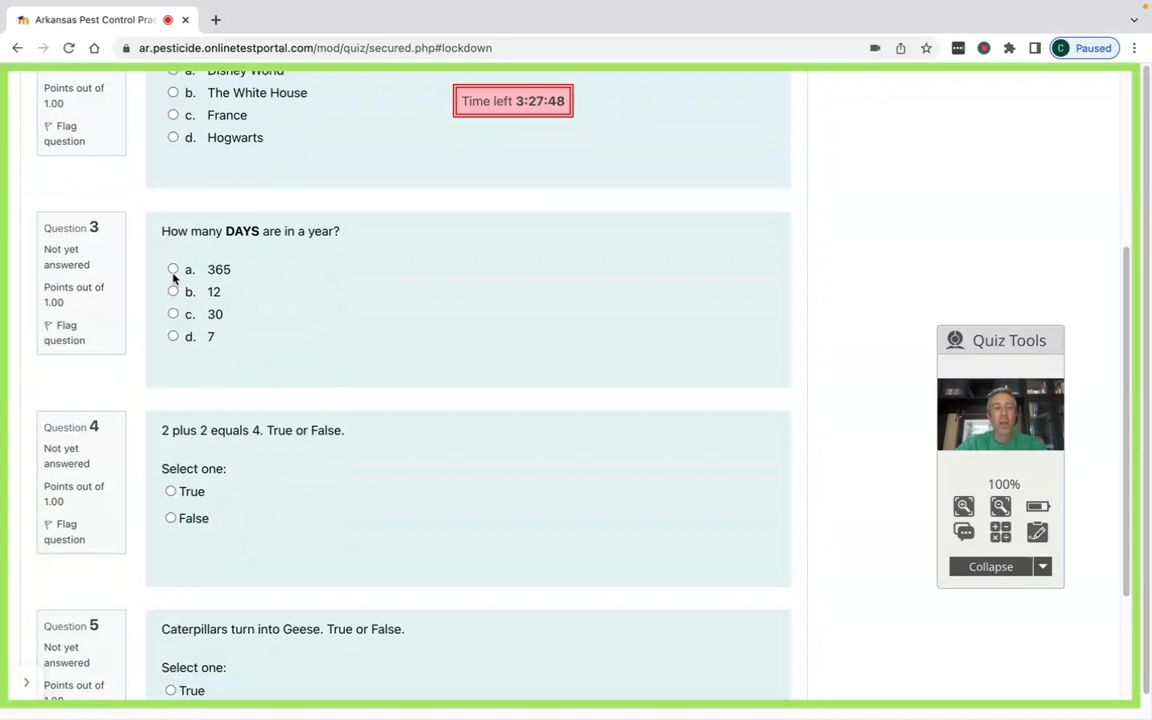 Arkansas Pest Control Prac
ar.pesticide.onlinetestportal.com/mod/quiz/secured.php#lockdown
C Paused
Time left 3:27:48
Points out of
1.00
Flag
question
a. Disney World
b. The White House
c. France
d. Hogwarts
Question 3
Not yet
answered
Points out of
1.00
Flag
question
How many DAYS are in a year?
a. 365
b. 12
c. 30
d. 7
Question 4
Not yet
answered
Points out of
1.00
Flag
question
2 plus 2 equals 4. True or False.
Select one:
True
False
Question 5
Not yet
answered
Points out of
1.00
Caterpillars turn into Geese. True or False.
Select one:
True
Quiz Tools
100%
Collapse